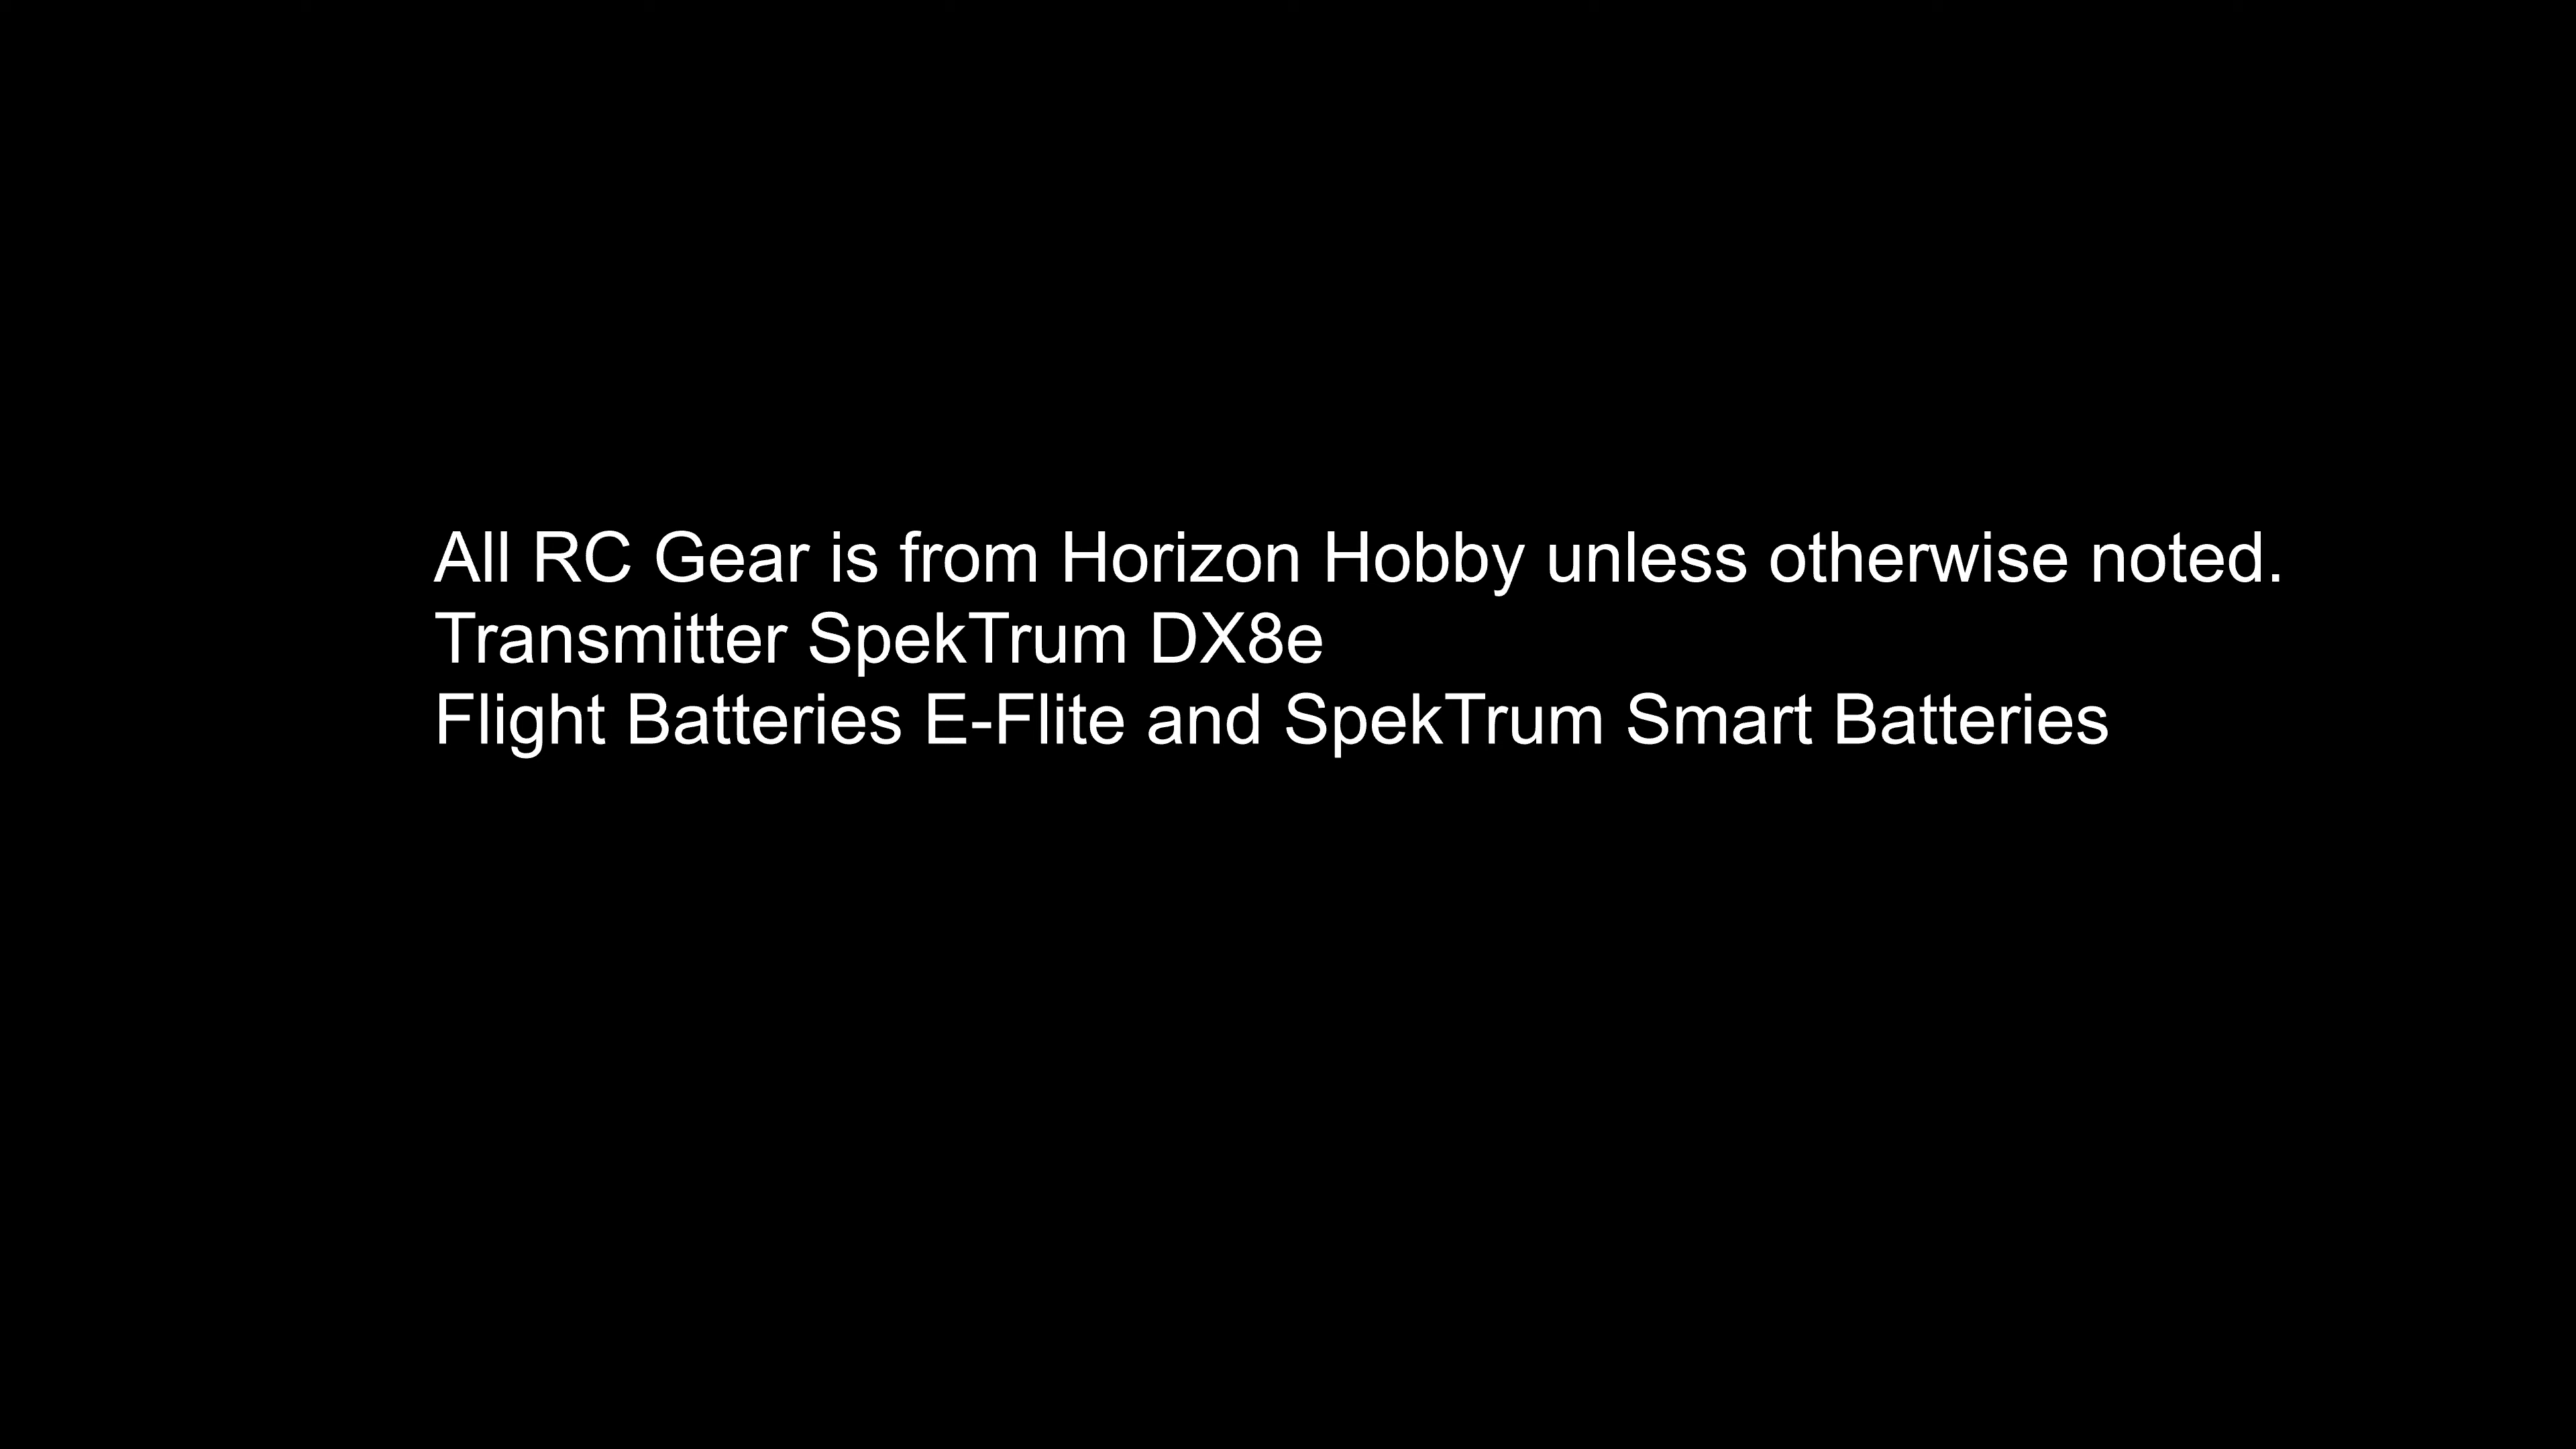 All RC Gear is from Horizon Hobby unless otherwise noted.
Transmitter SpekTrum DX8e
Flight Batteries E-Flite and SpekTrum Smart Batteries